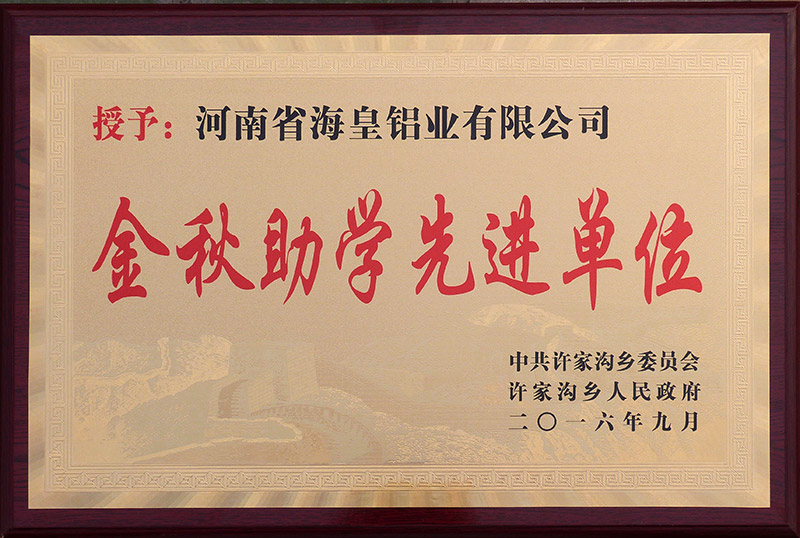 授予：河南省海皇铝业有限公司
金秋助学先进单位
中共许家沟乡委员会
许家沟乡人民政府
二〇一六年九月